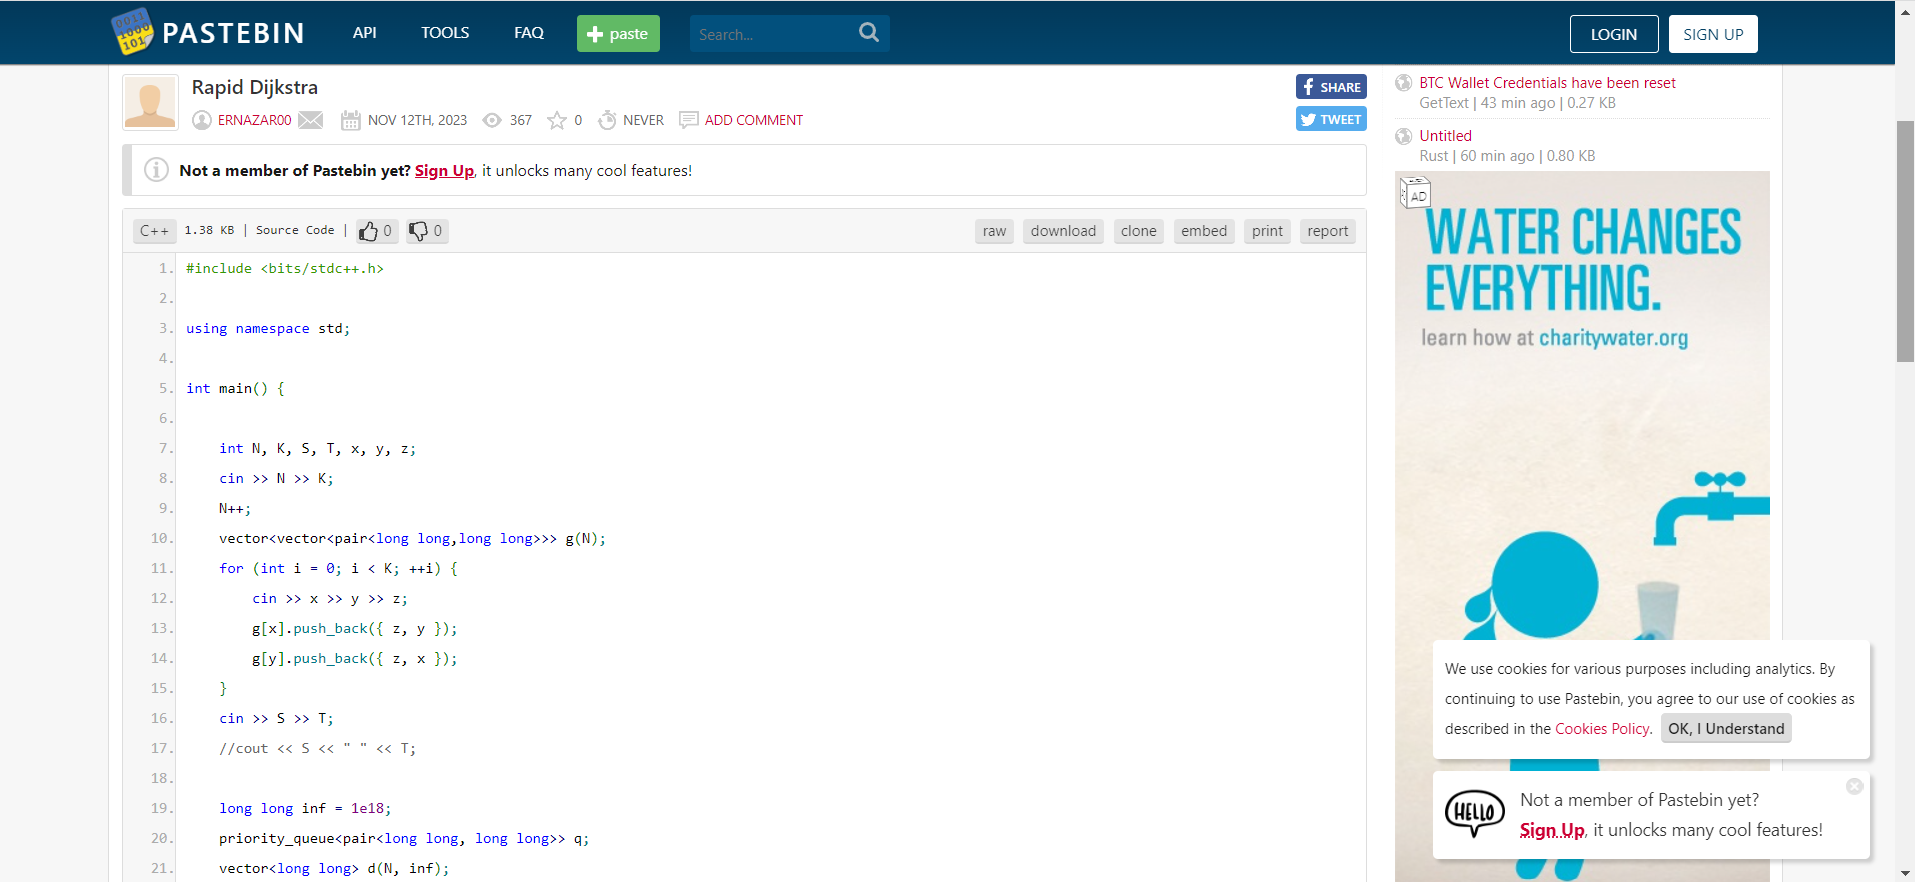 PASTEBIN API TOOLS FAQ paste Search... LOGIN SIGN UP
Rapid Dijkstra
ERNAZAR00 NOV 12TH, 2023 367 0 NEVER ADD COMMENT
SHARE
TWEET
Not a member of Pastebin yet? Sign Up, it unlocks many cool features!
C++ 1.38 KB | Source Code | 0 0 raw download clone embed print report
1. #include <bits/stdc++.h>
2.
3. using namespace std;
4.
5. int main() {
6.
7. int N, K, S, T, x, y, z;
8. cin >> N >> K;
9. N++;
10. vector<vector<pair<long long,long long>>> g(N);
11. for (int i = 0; i < K; ++i) {
12. cin >> x >> y >> z;
13. g[x].push_back({ z, y });
14. g[y].push_back({ z, x });
15. }
16. cin >> S >> T;
17. //cout << S << " " << T;
18.
19. long long inf = 1e18;
20. priority_queue<pair<long long, long long>> q;
21. vector<long long> d(N, inf);
BTC Wallet Credentials have been reset
GetText | 43 min ago | 0.27 KB
Untitled
Rust | 60 min ago | 0.80 KB
AD
WATER CHANGES
EVERYTHING.
learn how at charitywater.org
We use cookies for various purposes including analytics. By
continuing to use Pastebin, you agree to our use of cookies as
described in the Cookies Policy. OK, I Understand
HELLO
Not a member of Pastebin yet?
Sign Up, it unlocks many cool features!